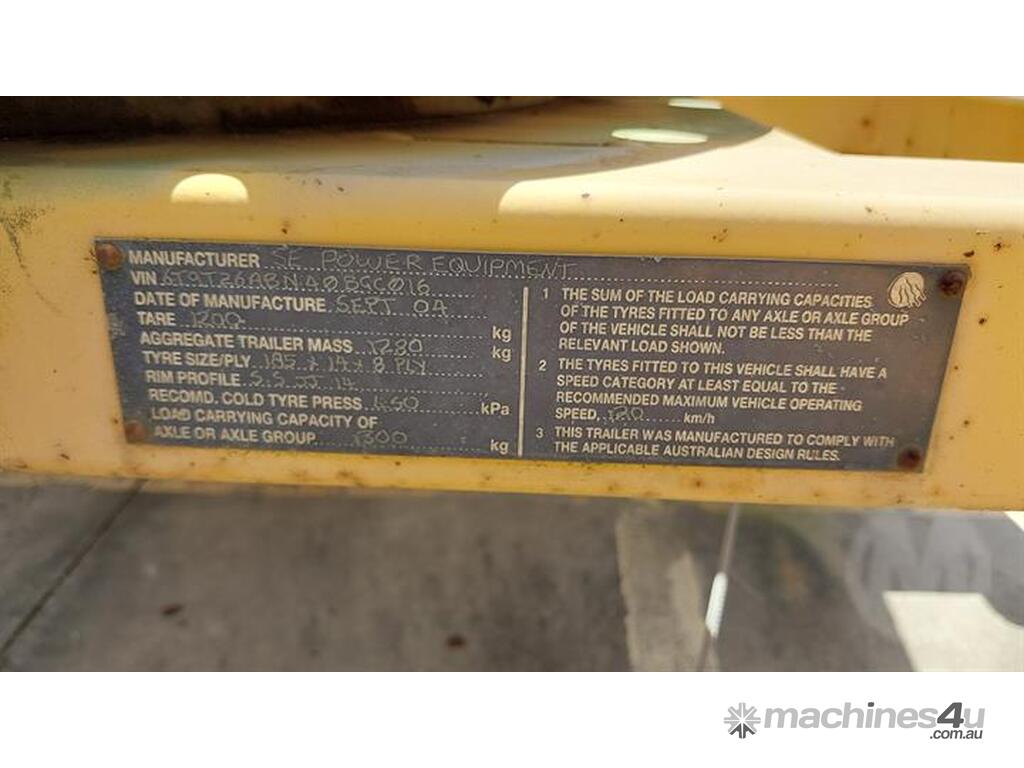 MANUFACTURER SE POWER EQUIPMENT
VIN
DATE OF MANUFACTURE SEPT 04
TARE 1200 kg
AGGREGATE TRAILER MASS 1280 kg
TYRE SIZE/PLY 185 x 14 x 8 PLY
RIM PROFILE 5.5 JJ 14
RECOMD. COLD TYRE PRESS. 450 kPa
LOAD CARRYING CAPACITY OF
AXLE OR AXLE GROUP 1300 kg
1 THE SUM OF THE LOAD CARRYING CAPACITIES
OF THE TYRES FITTED TO ANY AXLE OR AXLE GROUP
OF THE VEHICLE SHALL NOT BE LESS THAN THE
RELEVANT LOAD SHOWN.
2 THE TYRES FITTED TO THIS VEHICLE SHALL HAVE A
SPEED CATEGORY AT LEAST EQUAL TO THE
RECOMMENDED MAXIMUM VEHICLE OPERATING
SPEED, 120 km/h
3 THIS TRAILER WAS MANUFACTURED TO COMPLY WITH
THE APPLICABLE AUSTRALIAN DESIGN RULES.
M
machines4u
.com.au